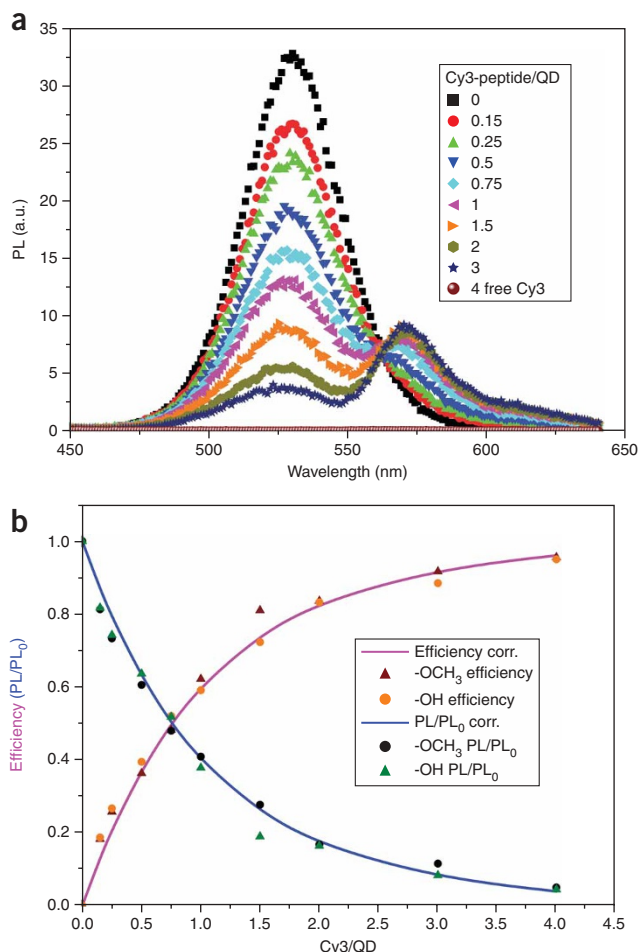 a
35
30
25
20
15
10
5
0
PL (a.u.)
450
500
550
600
650
Wavelength (nm)
Cy3-peptide/QD
0
0.15
0.25
0.5
0.75
1
1.5
2
3
4 free Cy3
b
1.0
0.8
0.6
0.4
0.2
0.0
Efficiency (PL/PL₀)
0.0
0.5
1.0
1.5
2.0
2.5
3.0
3.5
4.0
4.5
Cy3/QD
Efficiency corr.
-OCH₃ efficiency
-OH efficiency
PL/PL₀ corr.
-OCH₃ PL/PL₀
-OH PL/PL₀